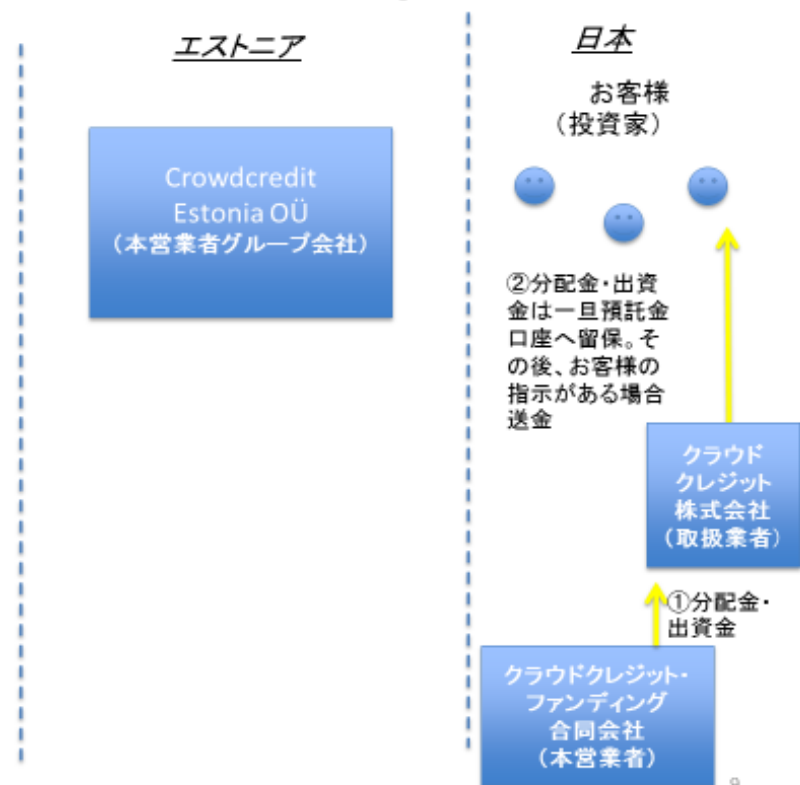 エストニア
日本
お客様
（投資家）
Crowdcredit
Estonia OÜ
（本営業者グループ会社）
②分配金・出資
金は一旦預託金
口座へ留保。そ
の後、お客様の
指示がある場合
送金
クラウド
クレジット
株式会社
（取扱業者）
①分配金・
出資金
クラウドクレジット・
ファンディング
合同会社
（本営業者）